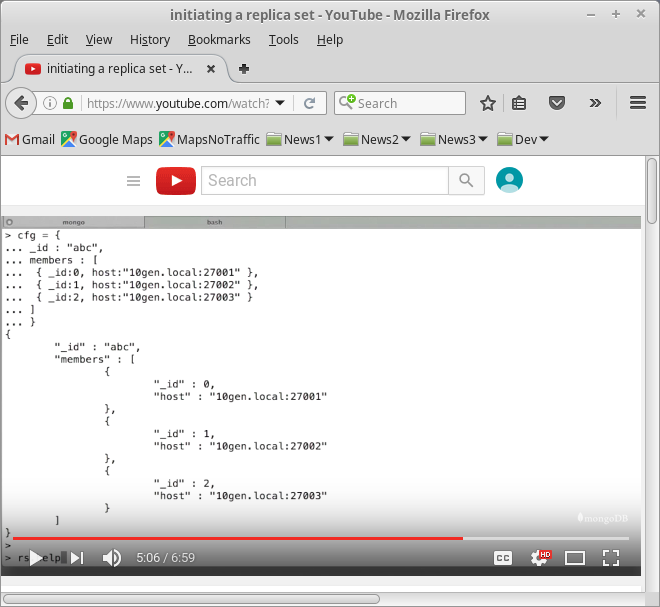 initiating a replica set - YouTube - Mozilla Firefox
File Edit View History Bookmarks Tools Help
initiating a replica set - Y...
https://www.youtube.com/watch?
Search
Gmail Google Maps MapsNoTraffic News1 News2 News3 Dev
Search
mongo bash
> cfg = {
... _id : "abc",
... members : [
... { _id:0, host:"10gen.local:27001" },
... { _id:1, host:"10gen.local:27002" },
... { _id:2, host:"10gen.local:27003" }
... ]
... }
{
"_id" : "abc",
"members" : [
{
"_id" : 0,
"host" : "10gen.local:27001"
},
{
"_id" : 1,
"host" : "10gen.local:27002"
},
{
"_id" : 2,
"host" : "10gen.local:27003"
}
]
mongoDB
}
>
> rs
5:06 / 6:59
CC
HD